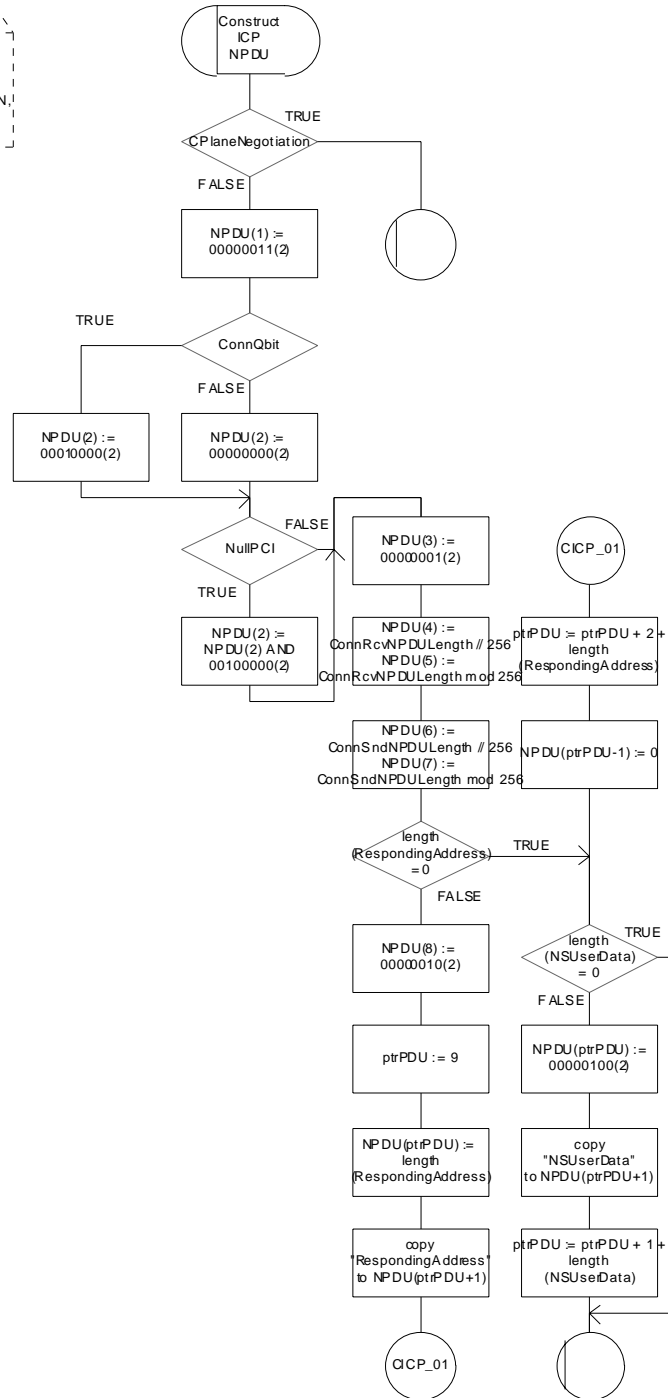 N,
Construct
ICP
NPDU
TRUE
CPlaneNegotiation
FALSE
NPDU(1) :=
00000011(2)
TRUE
ConnQbit
FALSE
NPDU(2) :=
00010000(2)
NPDU(2) :=
00000000(2)
FALSE
NullPCI
TRUE
NPDU(2) :=
NPDU(2) AND
00100000(2)
NPDU(3) :=
00000001(2)
NPDU(4) :=
ConnRcvNPDULength // 256
NPDU(5) :=
ConnRcvNPDULength mod 256
NPDU(6) :=
ConnSndNPDULength // 256
NPDU(7) :=
ConnSndNPDULength mod 256
length
(RespondingAddress)
= 0
TRUE
FALSE
NPDU(8) :=
00000010(2)
ptrPDU := 9
NPDU(ptrPDU) :=
length
(RespondingAddress)
copy
"RespondingAddress"
to NPDU(ptrPDU+1)
CICP_01
CICP_01
ptrPDU := ptrPDU + 2 +
length
(RespondingAddress)
NPDU(ptrPDU-1) := 0
TRUE
length
(NSUserData)
= 0
FALSE
NPDU(ptrPDU) :=
00000100(2)
copy
"NSUserData"
to NPDU(ptrPDU+1)
ptrPDU := ptrPDU + 1 +
length
(NSUserData)